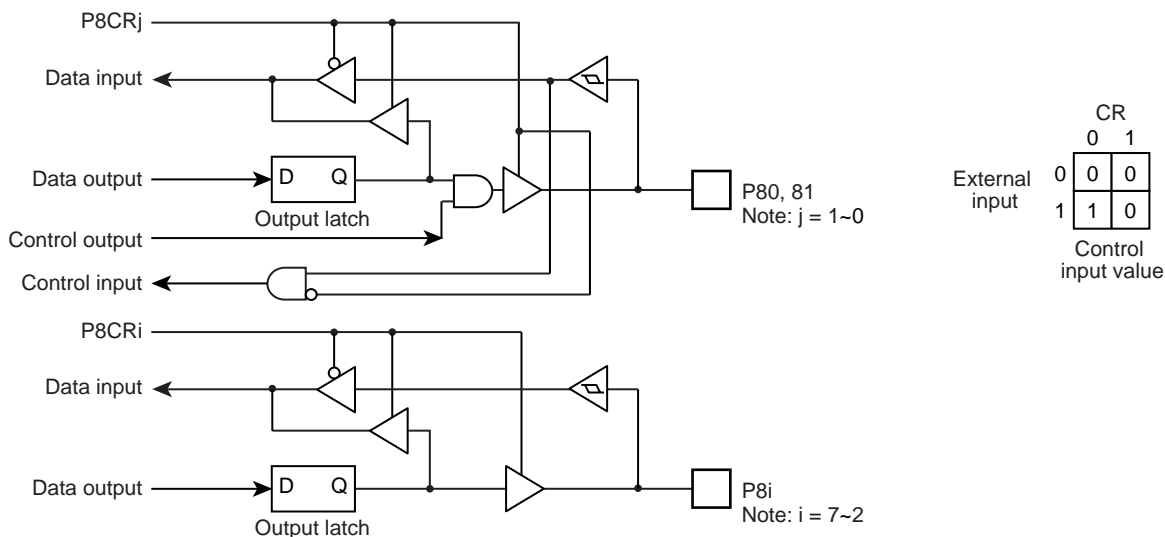 P8CRj
Data input
Data output
D Q
Output latch
Control output
Control input
P80, 81
Note: j = 1~0
CR
0 1
External
input
0 0 0
1 1 0
Control
input value
P8CRi
Data input
Data output
D Q
Output latch
P8i
Note: i = 7~2